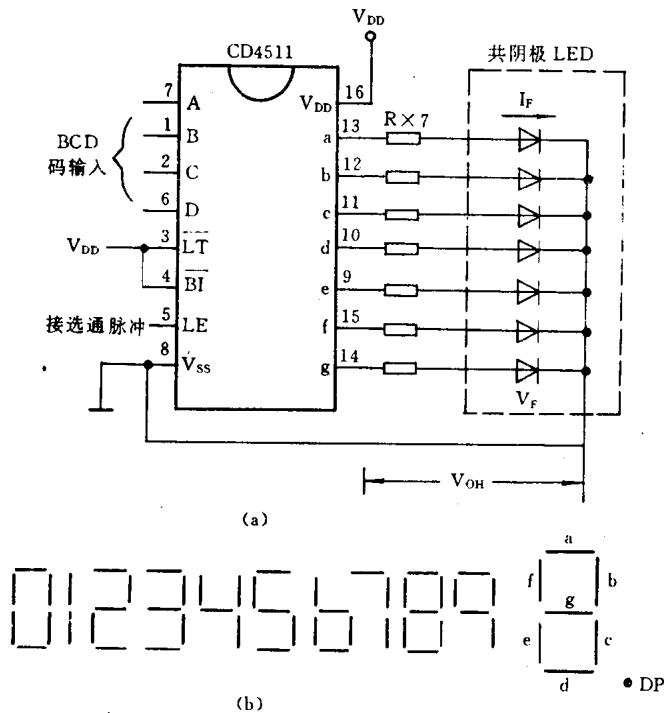 V_DD
CD4511
共阴极 LED
7 A
V_DD 16
I_F
1 B
a 13
R×7
BCD
码输入
2 C
b 12
6 D
c 11
V_DD
3 L̅T̅
d 10
4 B̅I̅
e 9
接选通脉冲
5 LE
f 15
8 V_SS
g 14
V_F
V_OH
(a)
0123456789
a
f b
g
e c
d
DP
(b)